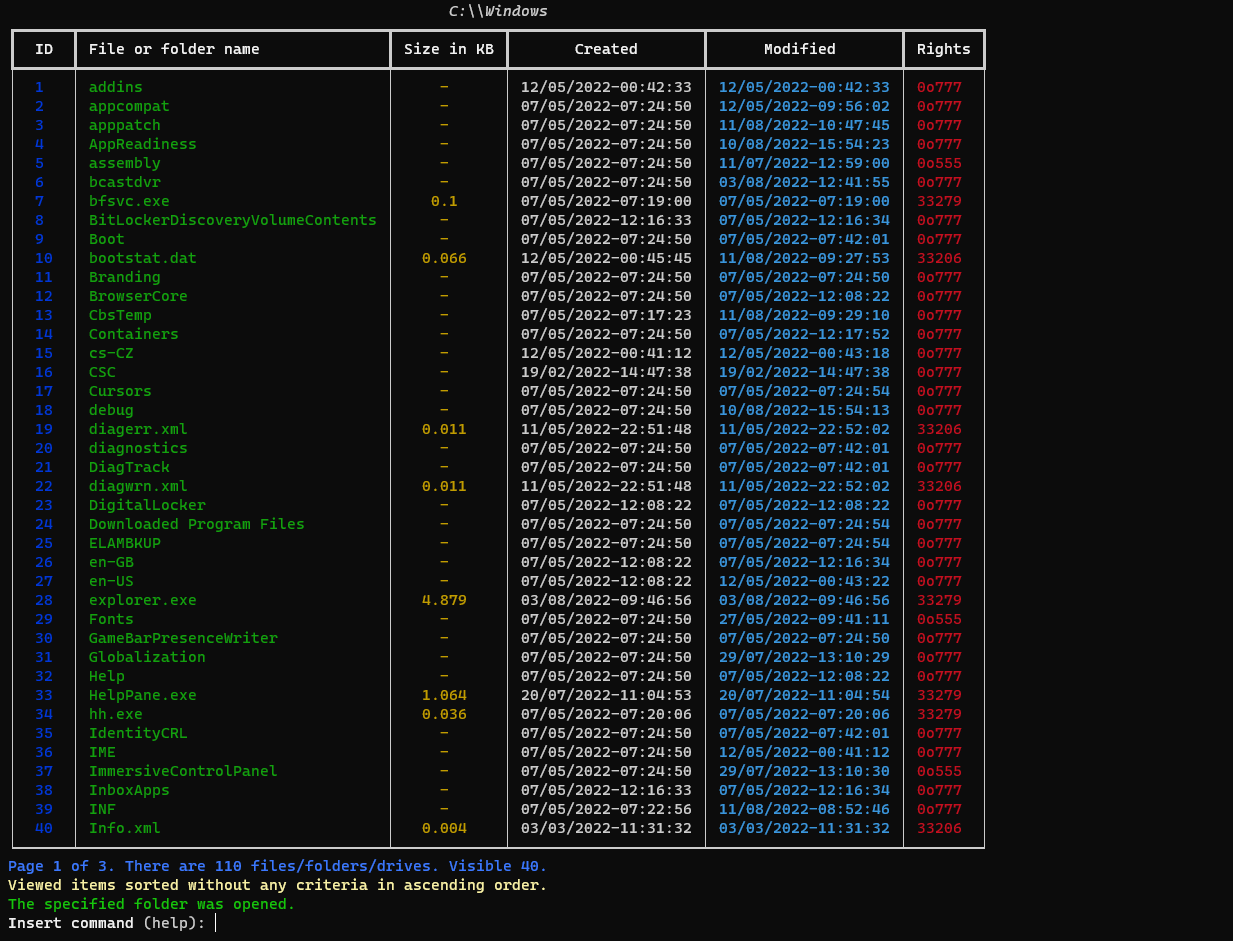 C:\\Windows
ID File or folder name Size in KB Created Modified Rights
1 addins – 12/05/2022-00:42:33 12/05/2022-00:42:33 0o777
2 appcompat – 07/05/2022-07:24:50 12/05/2022-09:56:02 0o777
3 apppatch – 07/05/2022-07:24:50 11/08/2022-10:47:45 0o777
4 AppReadiness – 07/05/2022-07:24:50 10/08/2022-15:54:23 0o777
5 assembly – 07/05/2022-07:24:50 11/07/2022-12:59:00 0o555
6 bcastdvr – 07/05/2022-07:24:50 03/08/2022-12:41:55 0o777
7 bfsvc.exe 0.1 07/05/2022-07:19:00 07/05/2022-07:19:00 33279
8 BitLockerDiscoveryVolumeContents – 07/05/2022-12:16:33 07/05/2022-12:16:34 0o777
9 Boot – 07/05/2022-07:24:50 07/05/2022-07:42:01 0o777
10 bootstat.dat 0.066 12/05/2022-00:45:45 11/08/2022-09:27:53 33206
11 Branding – 07/05/2022-07:24:50 07/05/2022-07:24:50 0o777
12 BrowserCore – 07/05/2022-07:24:50 07/05/2022-12:08:22 0o777
13 CbsTemp – 07/05/2022-07:17:23 11/08/2022-09:29:10 0o777
14 Containers – 07/05/2022-07:24:50 07/05/2022-12:17:52 0o777
15 cs-CZ – 12/05/2022-00:41:12 12/05/2022-00:43:18 0o777
16 CSC – 19/02/2022-14:47:38 19/02/2022-14:47:38 0o777
17 Cursors – 07/05/2022-07:24:50 07/05/2022-07:24:54 0o777
18 debug – 07/05/2022-07:24:50 10/08/2022-15:54:13 0o777
19 diagerr.xml 0.011 11/05/2022-22:51:48 11/05/2022-22:52:02 33206
20 diagnostics – 07/05/2022-07:24:50 07/05/2022-07:42:01 0o777
21 DiagTrack – 07/05/2022-07:24:50 07/05/2022-07:42:01 0o777
22 diagwrn.xml 0.011 11/05/2022-22:51:48 11/05/2022-22:52:02 33206
23 DigitalLocker – 07/05/2022-12:08:22 07/05/2022-12:08:22 0o777
24 Downloaded Program Files – 07/05/2022-07:24:50 07/05/2022-07:24:54 0o777
25 ELAMBKUP – 07/05/2022-07:24:50 07/05/2022-07:24:54 0o777
26 en-GB – 07/05/2022-12:08:22 07/05/2022-12:16:34 0o777
27 en-US – 07/05/2022-12:08:22 12/05/2022-00:43:22 0o777
28 explorer.exe 4.879 03/08/2022-09:46:56 03/08/2022-09:46:56 33279
29 Fonts – 07/05/2022-07:24:50 27/05/2022-09:41:11 0o555
30 GameBarPresenceWriter – 07/05/2022-07:24:50 07/05/2022-07:24:50 0o777
31 Globalization – 07/05/2022-07:24:50 29/07/2022-13:10:29 0o777
32 Help – 07/05/2022-07:24:50 07/05/2022-12:08:22 0o777
33 HelpPane.exe 1.064 20/07/2022-11:04:53 20/07/2022-11:04:54 33279
34 hh.exe 0.036 07/05/2022-07:20:06 07/05/2022-07:20:06 33279
35 IdentityCRL – 07/05/2022-07:24:50 07/05/2022-07:42:01 0o777
36 IME – 07/05/2022-07:24:50 12/05/2022-00:41:12 0o777
37 ImmersiveControlPanel – 07/05/2022-07:24:50 29/07/2022-13:10:30 0o555
38 InboxApps – 07/05/2022-12:16:33 07/05/2022-12:16:34 0o777
39 INF – 07/05/2022-07:22:56 11/08/2022-08:52:46 0o777
40 Info.xml 0.004 03/03/2022-11:31:32 03/03/2022-11:31:32 33206
Page 1 of 3. There are 110 files/folders/drives. Visible 40.
Viewed items sorted without any criteria in ascending order.
The specified folder was opened.
Insert command (help):